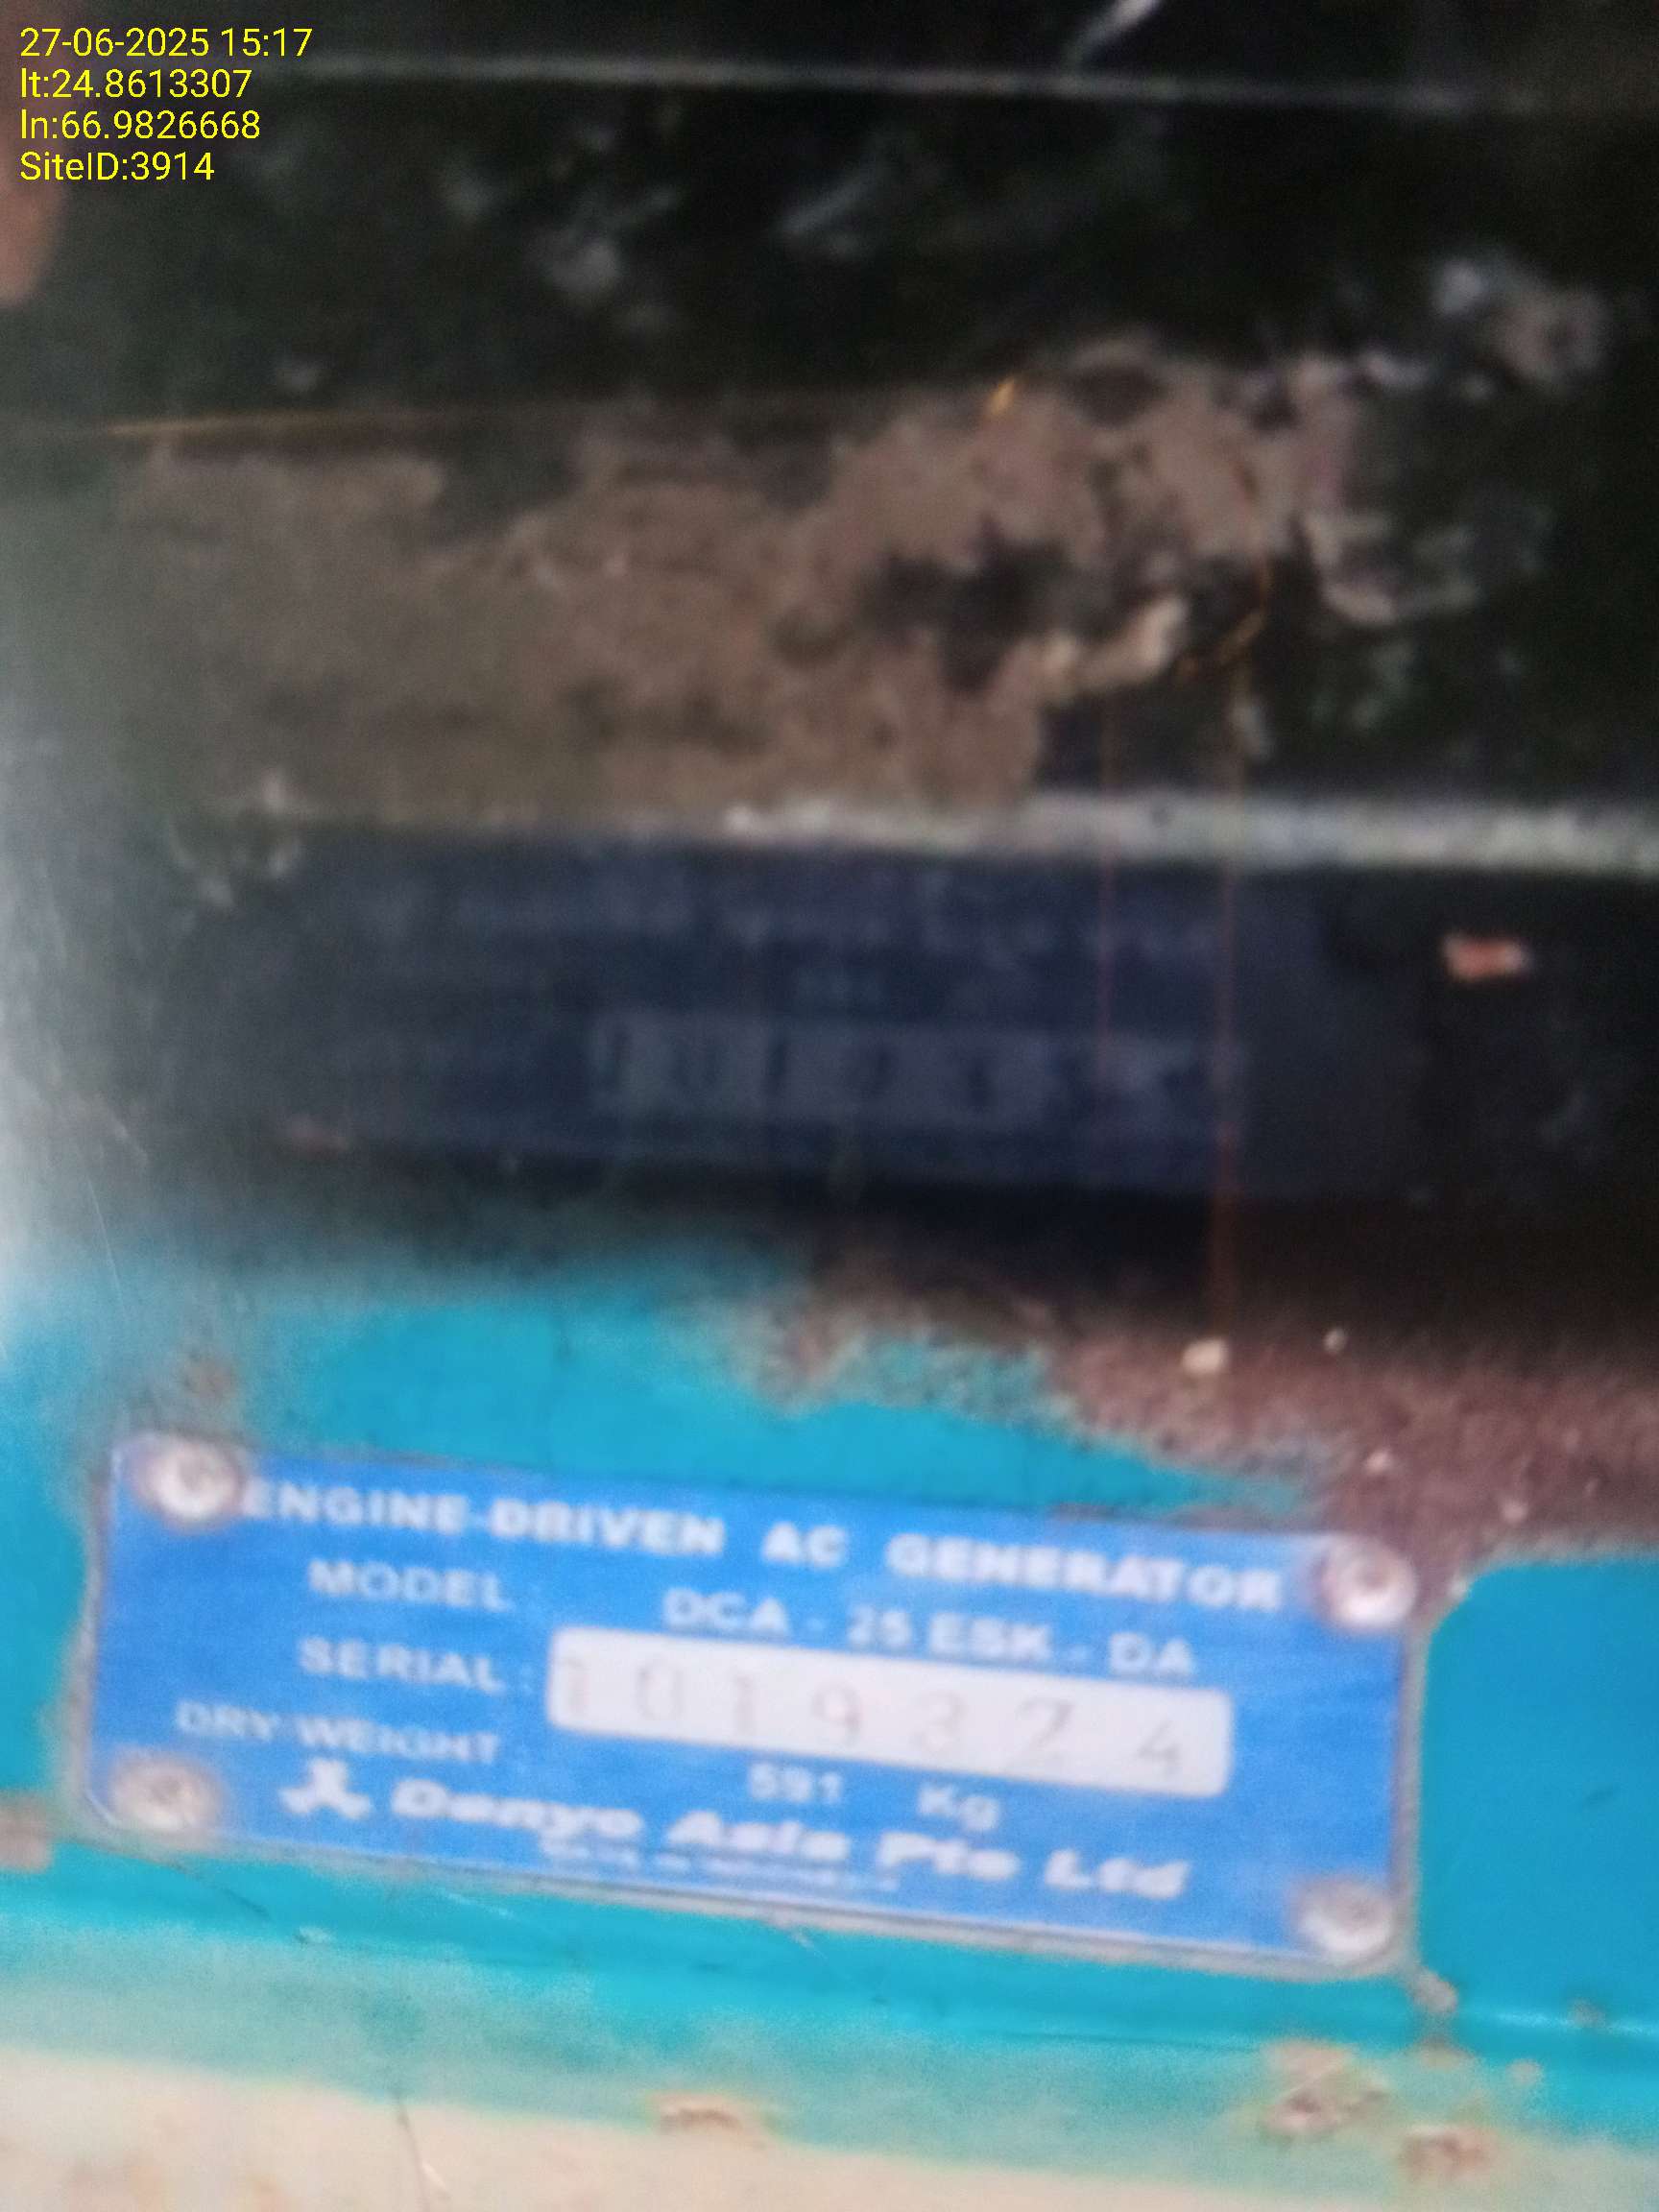 27-06-2025 15:17
lt:24.8613307
ln:66.9826668
SiteID:3914
ENGINE-DRIVEN AC GENERATOR
MODEL : DCA - 25 ESK - DA
SERIAL : 1019324
DRY WEIGHT : 591 Kg
Denyo Asia Pte Ltd